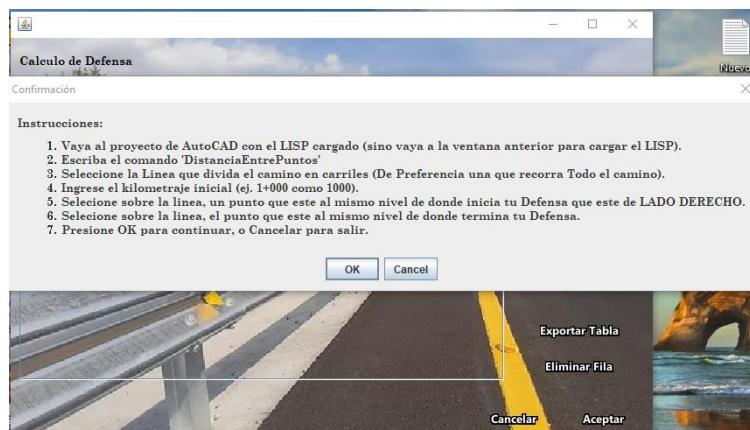 Calculo de Defensa
Nuevo
Confirmación
Instrucciones:
1. Vaya al proyecto de AutoCAD con el LISP cargado (sino vaya a la ventana anterior para cargar el LISP).
2. Escriba el comando 'DistanciaEntrePuntos'
3. Seleccione la Linea que divida el camino en carriles (De Preferencia una que recorra Todo el camino).
4. Ingrese el kilometraje inicial (ej. 1+000 como 1000).
5. Selecione sobre la linea, un punto que este al mismo nivel de donde inicia tu Defensa que este de LADO DERECHO.
6. Selecione sobre la linea, el punto que este al mismo nivel de donde termina tu Defensa.
7. Presione OK para continuar, o Cancelar para salir.
OK Cancel
Exportar Tabla
Eliminar Fila
Cancelar Aceptar